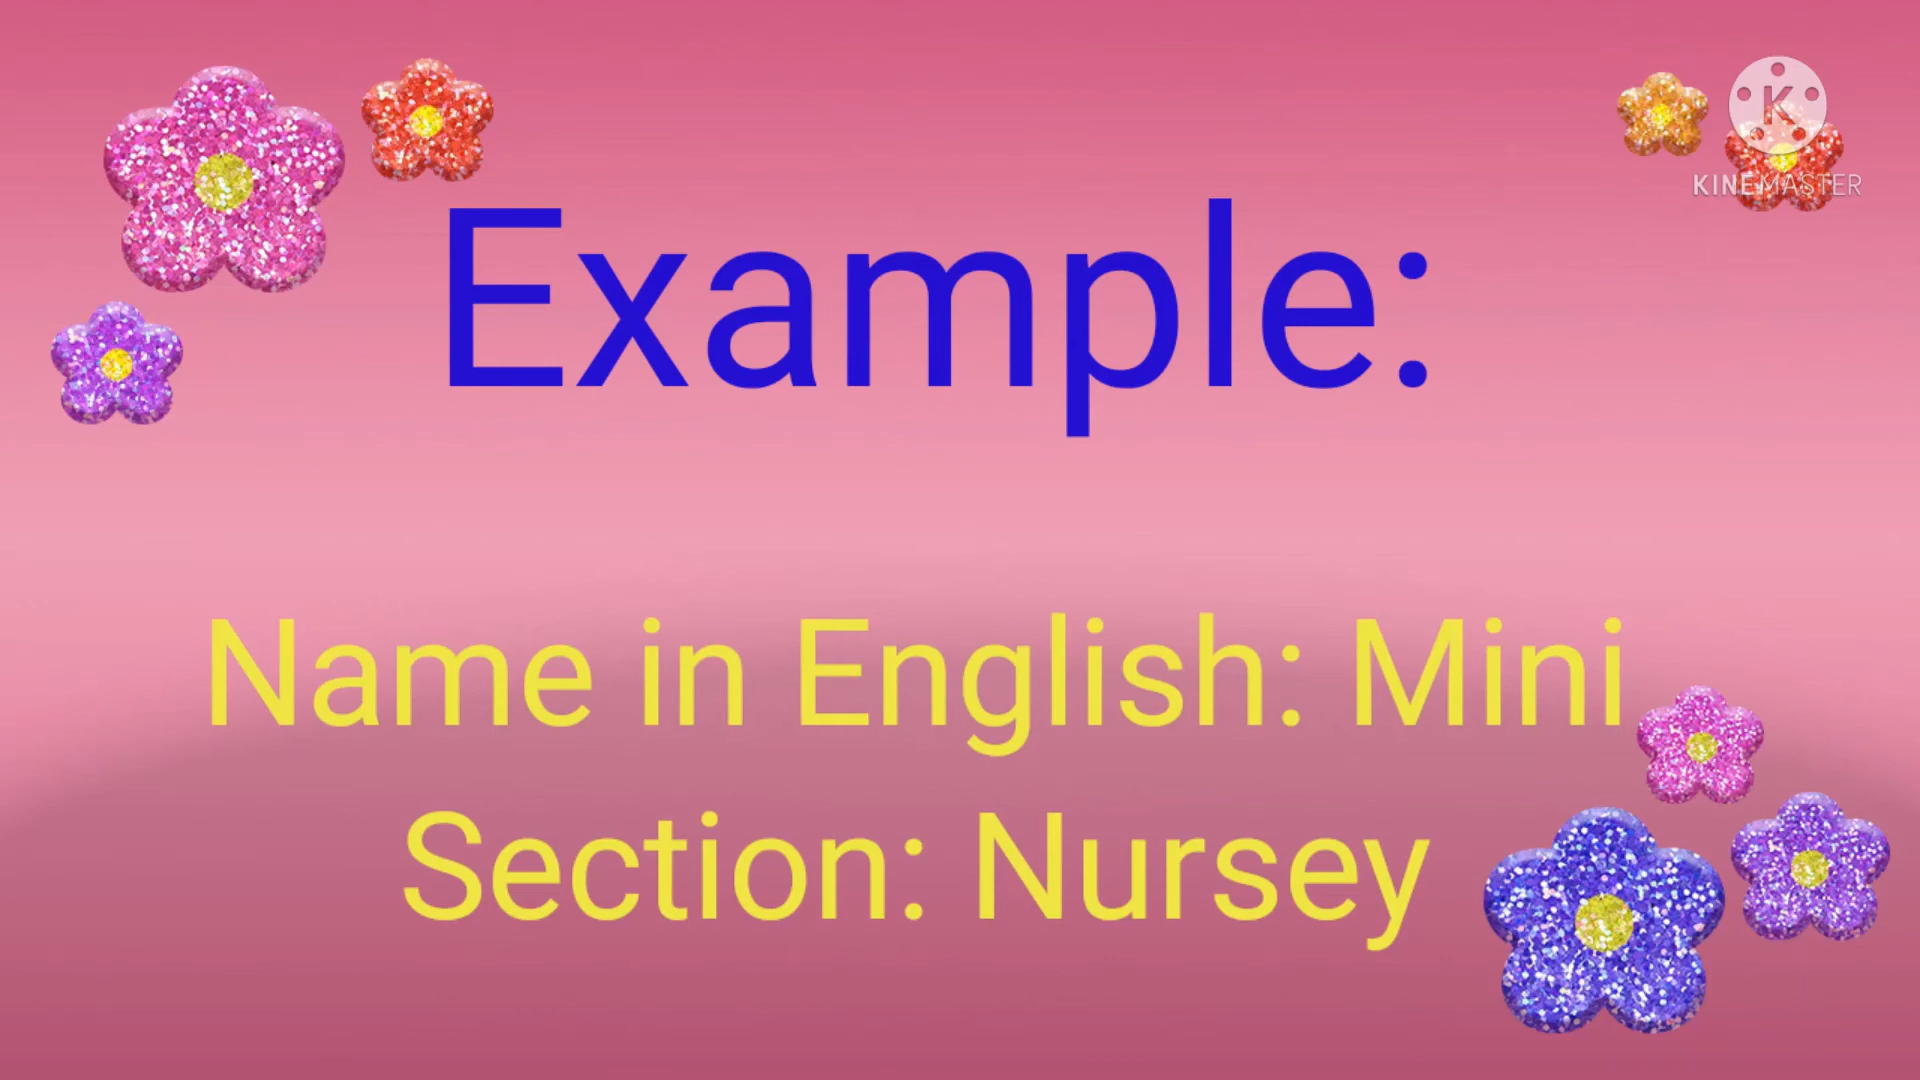 K
KINEMASTER
Example:
Name in English: Mini
Section: Nursey